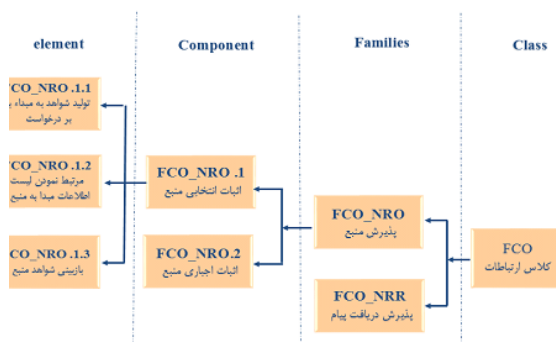 element
Component
Families
Class
FCO_NRO .1.1
تولید شواهد به مبداء
بر درخواست
FCO_NRO .1.2
مرتبط نمودن لیست
اطلاعات مبدا به منبع
FCO_NRO .1.3
بازبینی شواهد منبع
FCO_NRO .1
اثبات انتخابی منبع
FCO_NRO.2
اثبات اجباری منبع
FCO_NRO
پذیرش منبع
FCO_NRR
پذیرش دریافت پیام
FCO
کلاس ارتباطات